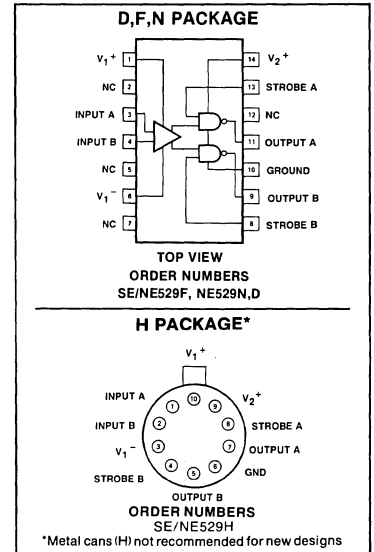 D,F,N PACKAGE
V1+ 1
14 V2+
NC 2
13 STROBE A
INPUT A 3
12 NC
INPUT B 4
11 OUTPUT A
NC 5
10 GROUND
V1- 6
9 OUTPUT B
NC 7
8 STROBE B
TOP VIEW
ORDER NUMBERS
SE/NE529F, NE529N,D
H PACKAGE*
V1+
INPUT A 1 10 9 V2+
INPUT B 2 8 STROBE A
V1- 3 7 OUTPUT A
STROBE B 4 5 6 GND
OUTPUT B
ORDER NUMBERS
SE/NE529H
*Metal cans (H) not recommended for new designs